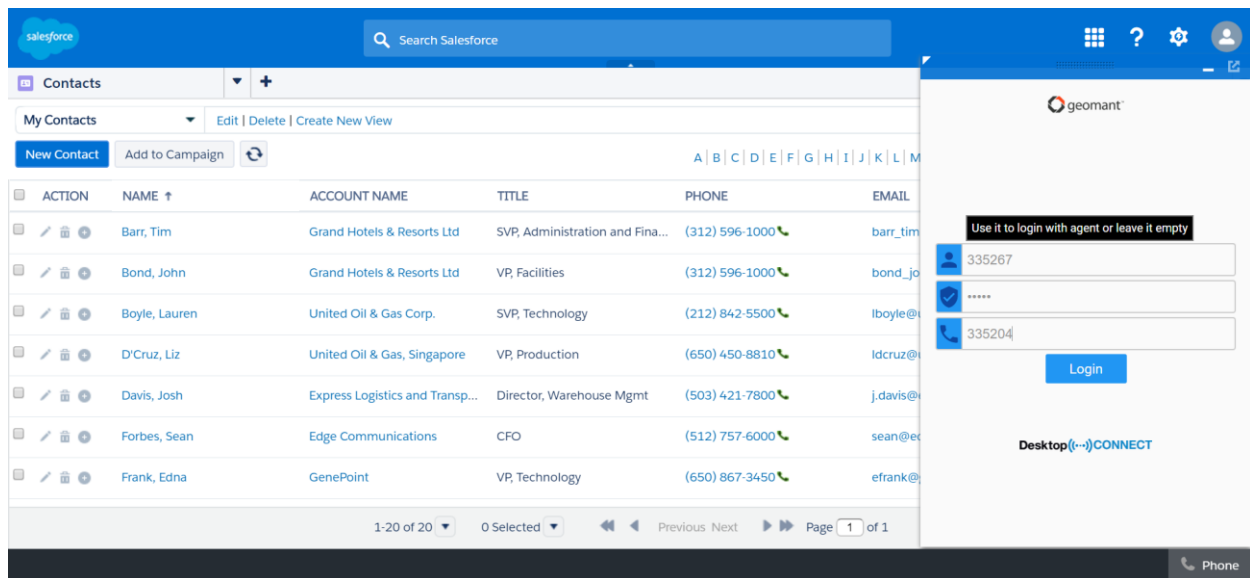 salesforce
Search Salesforce
?
Contacts
My Contacts
Edit | Delete | Create New View
New Contact
Add to Campaign
A | B | C | D | E | F | G | H | I | J | K | L | M
ACTION NAME ↑ ACCOUNT NAME TITLE PHONE EMAIL
Barr, Tim Grand Hotels & Resorts Ltd SVP, Administration and Fina... (312) 596-1000 barr_tim
Bond, John Grand Hotels & Resorts Ltd VP, Facilities (312) 596-1000 bond_jo
Boyle, Lauren United Oil & Gas Corp. SVP, Technology (212) 842-5500 lboyle@
D'Cruz, Liz United Oil & Gas, Singapore VP, Production (650) 450-8810 ldcruz@
Davis, Josh Express Logistics and Transp... Director, Warehouse Mgmt (503) 421-7800 j.davis@
Forbes, Sean Edge Communications CFO (512) 757-6000 sean@e
Frank, Edna GenePoint VP, Technology (650) 867-3450 efrank@
1-20 of 20 0 Selected Previous Next Page 1 of 1
geomant
Use it to login with agent or leave it empty
335267
•••••
335204
Login
Desktop((···))CONNECT
Phone